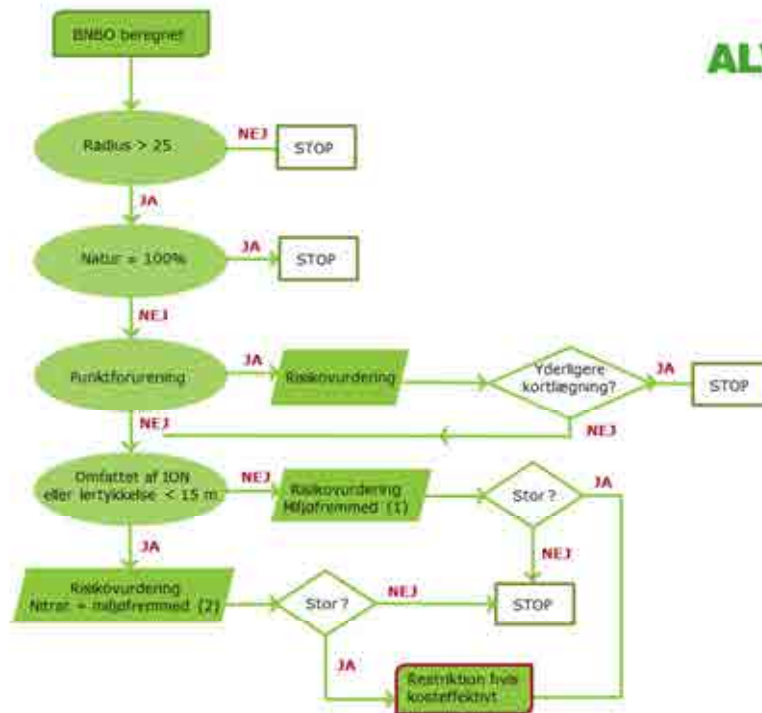 BNBO beregnet
ALV
Radius > 25
NEJ
STOP
JA
Natur = 100%
JA
STOP
NEJ
Punktforurening
JA
Risikovurdering
Yderligere
kortlægning?
JA
STOP
NEJ
NEJ
Omfattet af ION
eller lertykkelse < 15 m
NEJ
Risikovurdering
Miljøfremmed (1)
Stor?
JA
JA
NEJ
Risikovurdering
Nitrat + miljøfremmed (2)
Stor?
NEJ
STOP
JA
Restriktion hvis
kosteffektivt